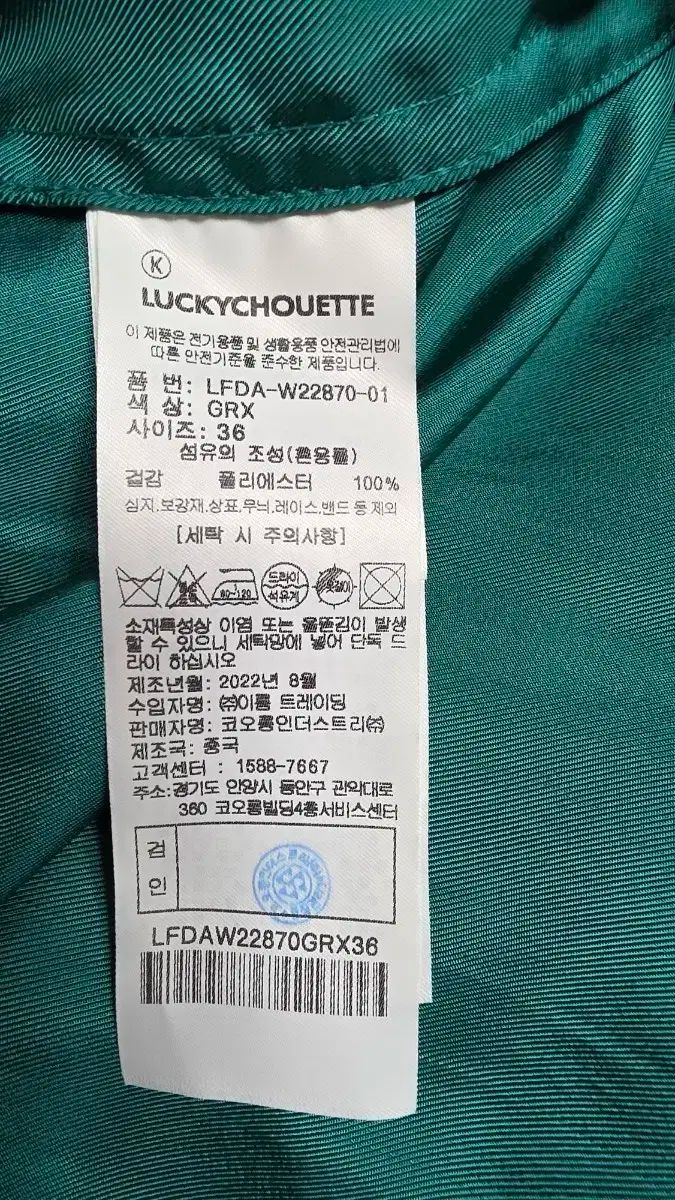 K
LUCKYCHOUETTE
이 제품은 전기용품 및 생활용품 안전관리법에
따른 안전기준을 준수한 제품입니다.
품 번: LFDA-W22870-01
색 상: GRX
사이즈: 36
섬유의 조성(혼용률)
겉감 폴리에스터 100%
심지,보강재,상표,무늬,레이스,밴드 등 제외
[세탁 시 주의사항]
80~120 드라이
석유계
소재특성상 이염 또는 올뜯김이 발생
할 수 있으니 세탁망에 넣어 단독 드
라이 하십시오
제조년월: 2022년 8월
수입자명: ㈜이룸 트레이딩
판매자명: 코오롱인더스트리㈜
제조국: 중국
고객센터 : 1588-7667
주소:경기도 안양시 동안구 관악대로
360 코오롱빌딩4층서비스센터
검
인
LFDAW22870GRX36